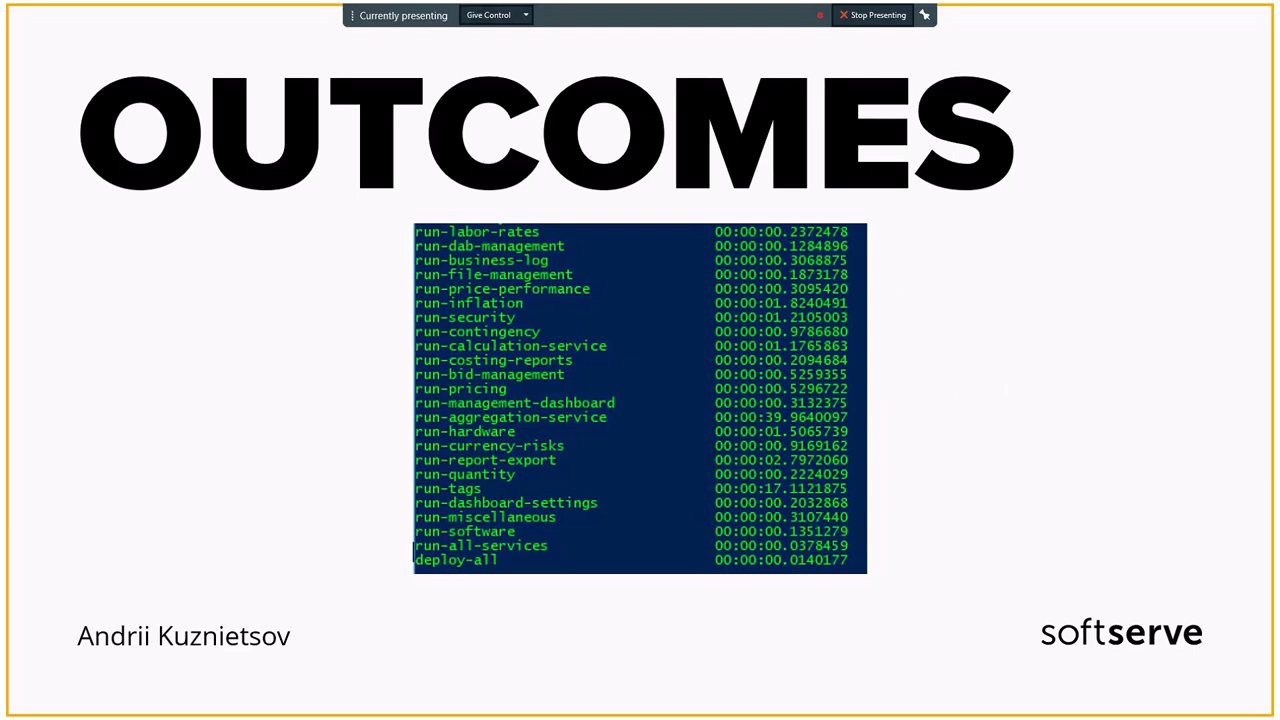 Currently presenting Give Control Stop Presenting
OUTCOMES
run-labor-rates 00:00:00.2372478
run-dab-management 00:00:00.1284896
run-business-log 00:00:00.3068875
run-file-management 00:00:00.1873178
run-price-performance 00:00:00.3095420
run-inflation 00:00:01.8240491
run-security 00:00:01.2105003
run-contingency 00:00:00.9786680
run-calculation-service 00:00:01.1765863
run-costing-reports 00:00:00.2094684
run-bid-management 00:00:00.5259355
run-pricing 00:00:00.5296722
run-management-dashboard 00:00:00.3132375
run-aggregation-service 00:00:39.9640097
run-hardware 00:00:01.5065739
run-currency-risks 00:00:00.9169162
run-report-export 00:00:02.7972060
run-quantity 00:00:00.2224029
run-tags 00:00:17.1121875
run-dashboard-settings 00:00:00.2032868
run-miscellaneous 00:00:00.3107440
run-software 00:00:00.1351279
run-all-services 00:00:00.0378459
deploy-all 00:00:00.0140177
Andrii Kuznietsov
softserve